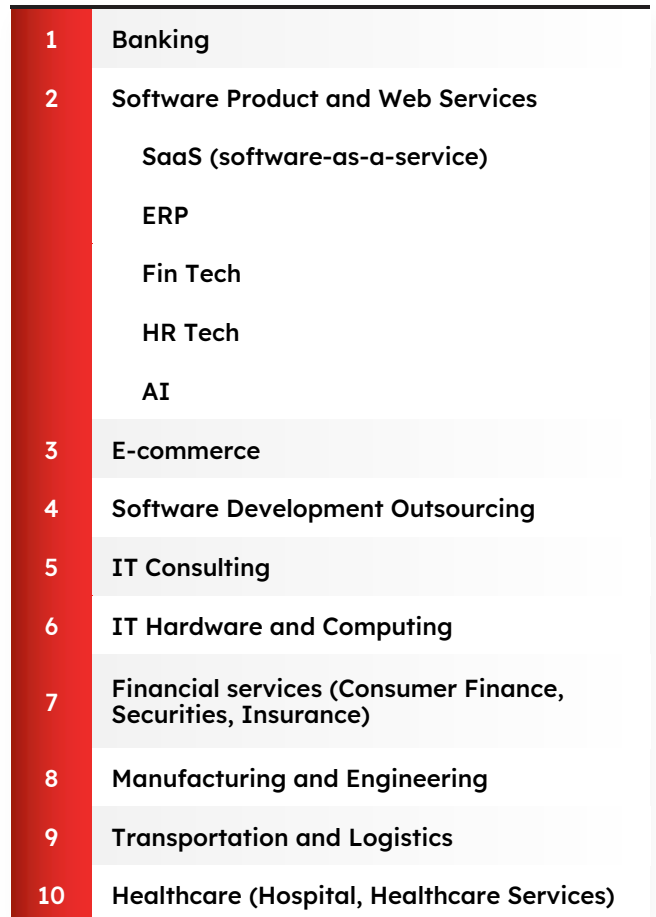 1 Banking
2 Software Product and Web Services
SaaS (software-as-a-service)
ERP
Fin Tech
HR Tech
AI
3 E-commerce
4 Software Development Outsourcing
5 IT Consulting
6 IT Hardware and Computing
7 Financial services (Consumer Finance,
Securities, Insurance)
8 Manufacturing and Engineering
9 Transportation and Logistics
10 Healthcare (Hospital, Healthcare Services)